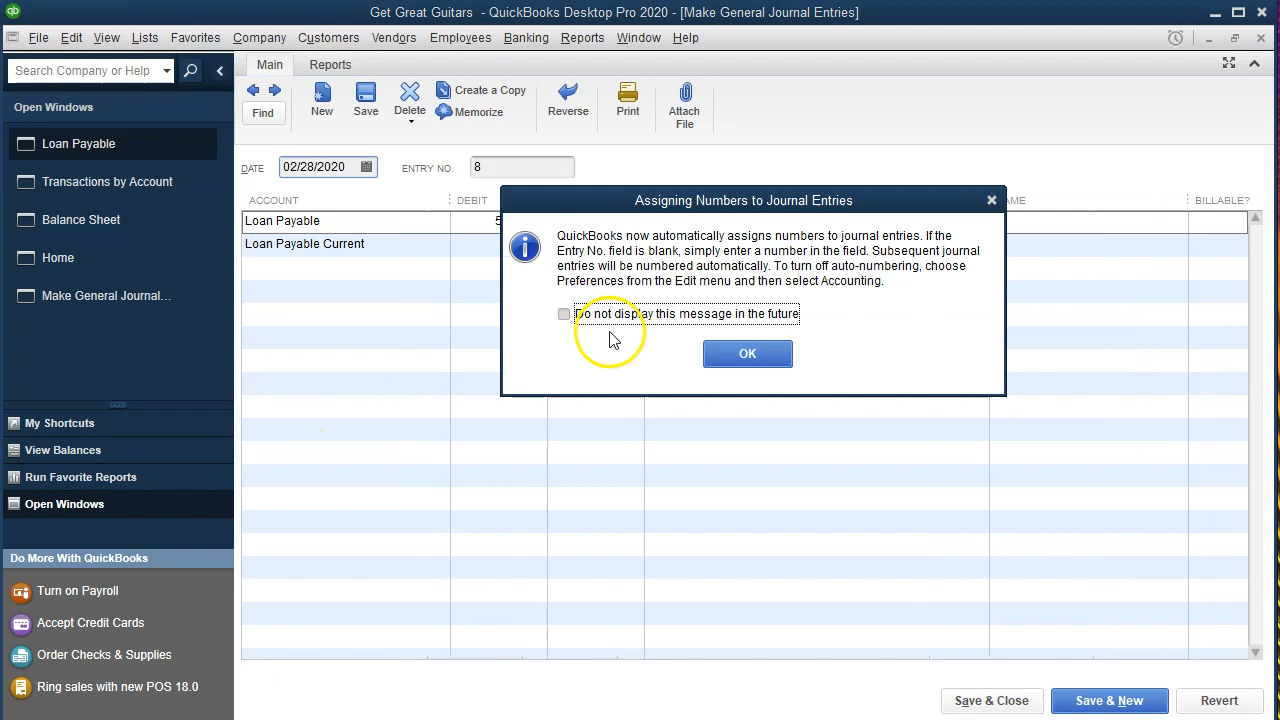 Get Great Guitars - QuickBooks Desktop Pro 2020 - [Make General Journal Entries]
File Edit View Lists Favorites Company Customers Vendors Employees Banking Reports Window Help
Search Company or Help
Main Reports
Open Windows
Find New Save Delete Create a Copy Memorize Reverse Print Attach File
Loan Payable
Transactions by Account
Balance Sheet
Home
Make General Journal...
My Shortcuts
View Balances
Run Favorite Reports
Open Windows
Do More With QuickBooks
Turn on Payroll
Accept Credit Cards
Order Checks & Supplies
Ring sales with new POS 18.0
DATE 02/28/2020 ENTRY NO. 8
ACCOUNT DEBIT BILLABLE?
Loan Payable 5
Loan Payable Current
Assigning Numbers to Journal Entries
QuickBooks now automatically assigns numbers to journal entries. If the
Entry No. field is blank, simply enter a number in the field. Subsequent journal
entries will be numbered automatically. To turn off auto-numbering, choose
Preferences from the Edit menu and then select Accounting.
Do not display this message in the future
OK
Save & Close Save & New Revert